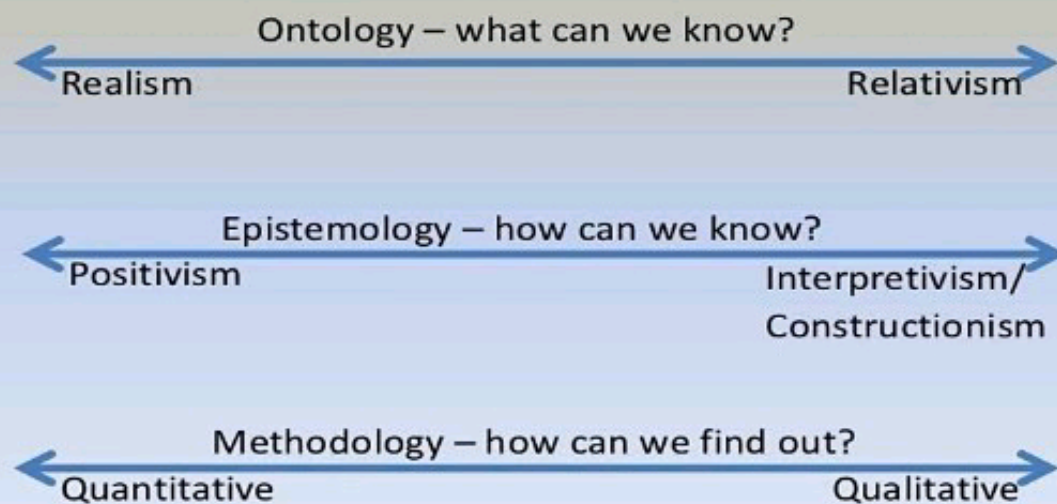 Ontology – what can we know?
Realism
Relativism
Epistemology – how can we know?
Positivism
Interpretivism/
Constructionism
Methodology – how can we find out?
Quantitative
Qualitative